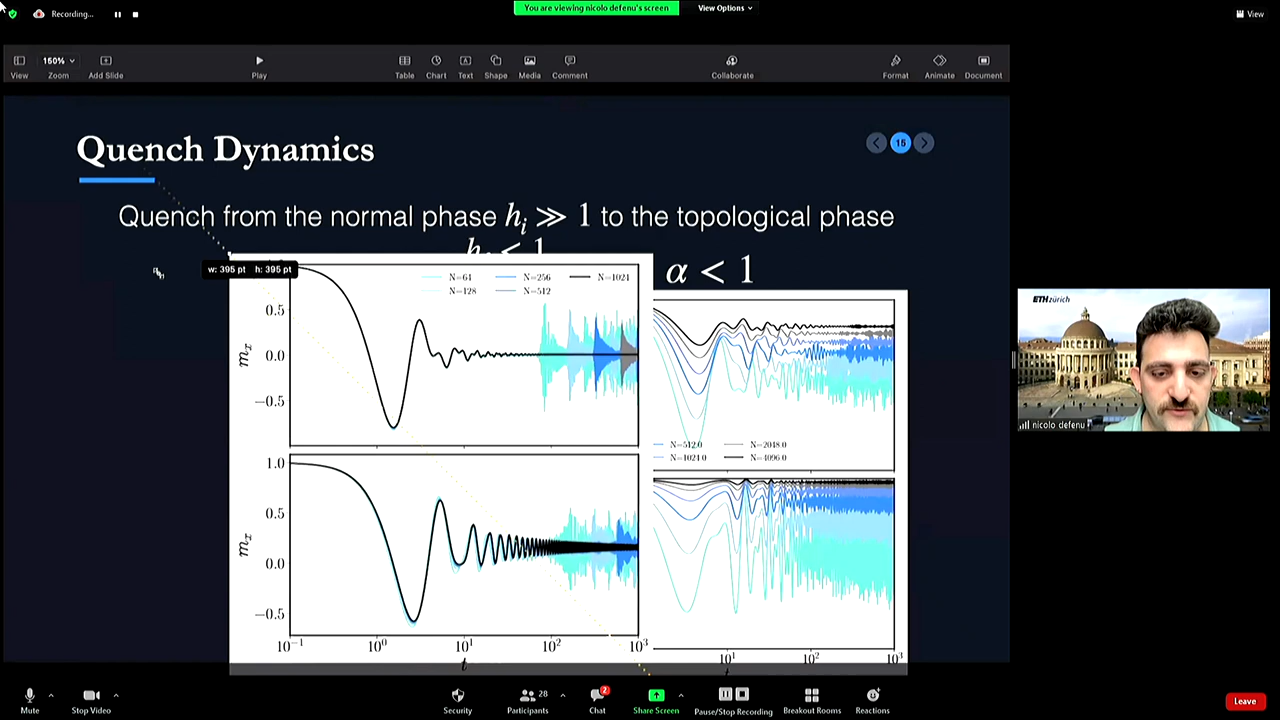 Recording...
You are viewing nicolo defenu's screen
View Options
View
150%
View
Zoom
Add Slide
Play
Table
Chart
Text
Shape
Media
Comment
Collaborate
Format
Animate
Document
Quench Dynamics
15
Quench from the normal phase h_i ≫ 1 to the topological phase
< 1
α < 1
w: 395 pt h: 395 pt
N=64
N=256
N=1024
N=128
N=512
0.5
0.0
−0.5
m_x
N=512.0
N=2048.0
N=1024.0
N=4096.0
1.0
0.5
0.0
−0.5
m_x
10^−1
10^0
10^1
10^2
10^3
t
10^1
10^2
10^3
ETH zürich
nicolo defenu
Mute
Stop Video
Security
Participants
28
Chat
2
Share Screen
Pause/Stop Recording
Breakout Rooms
Reactions
Leave